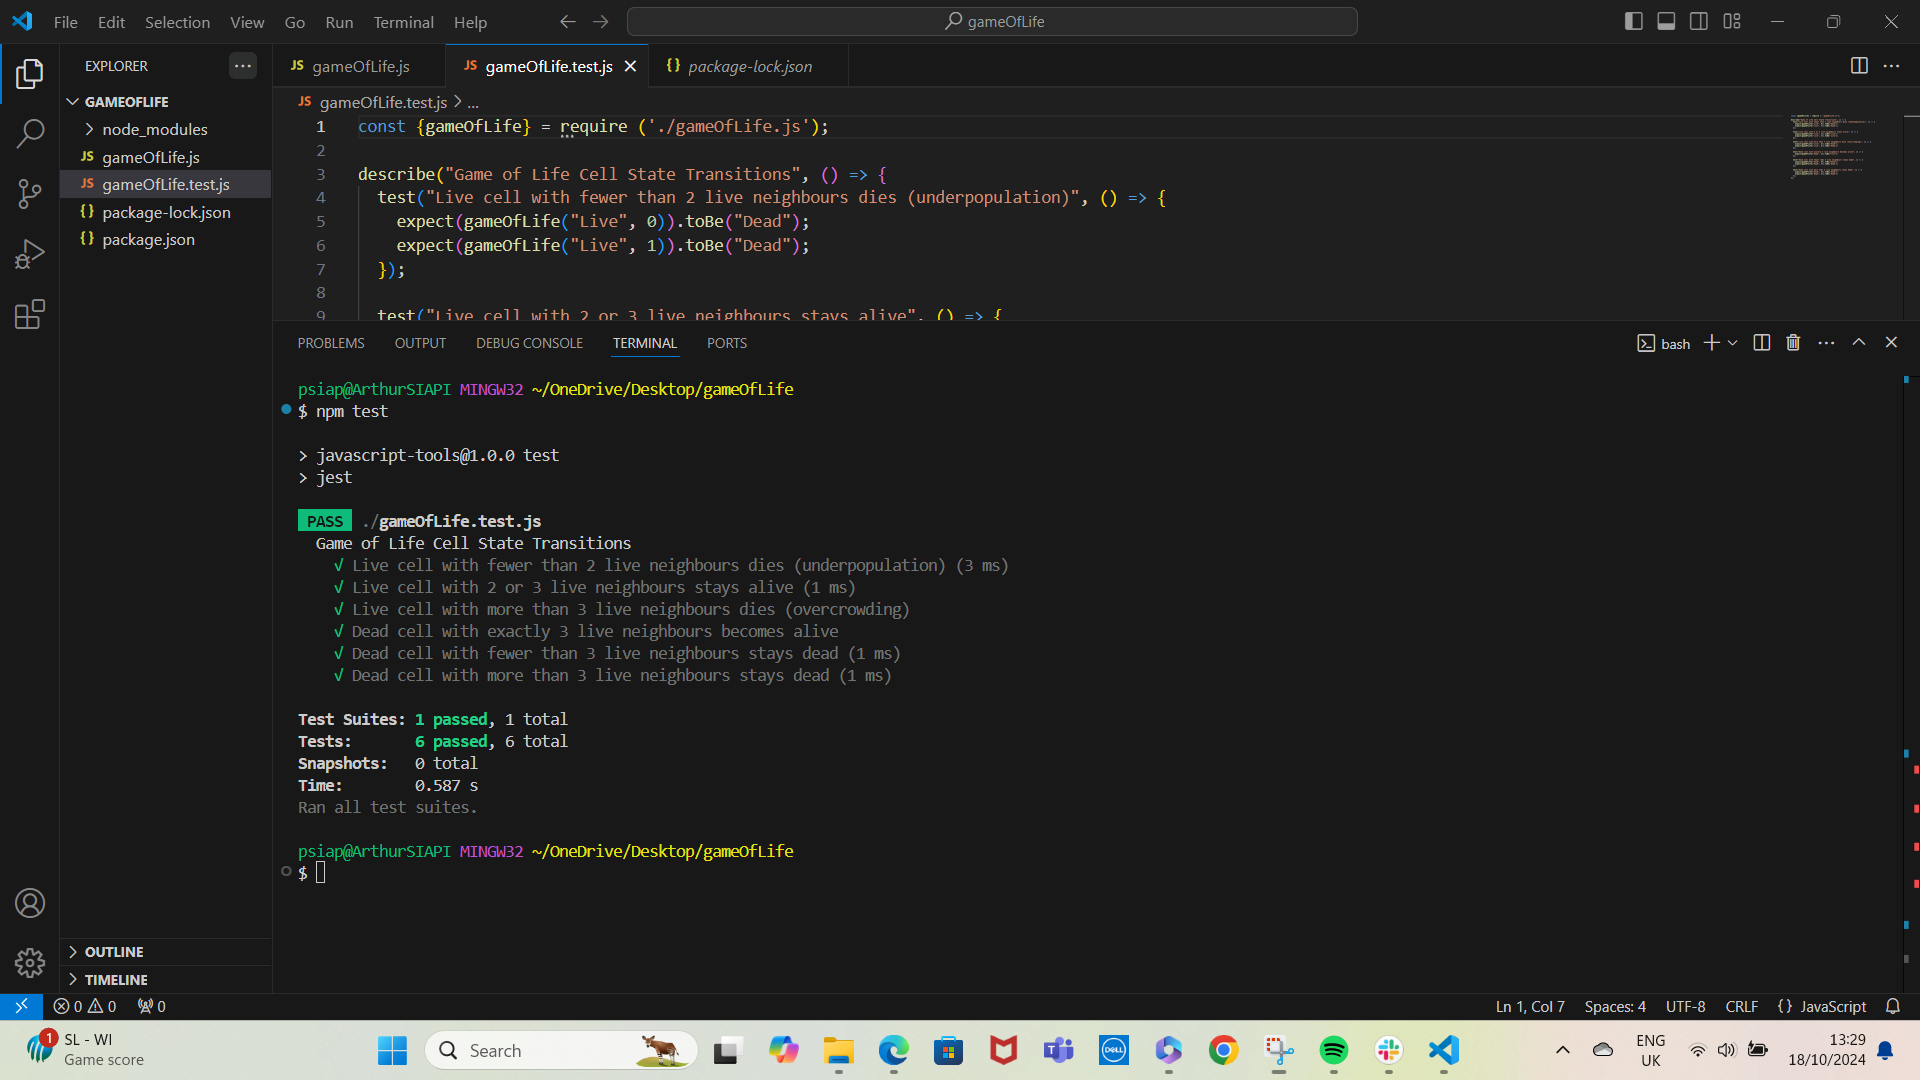 File Edit Selection View Go Run Terminal Help
gameOfLife
EXPLORER
GAMEOFLIFE
node_modules
JS gameOfLife.js
JS gameOfLife.test.js
{} package-lock.json
{} package.json
OUTLINE
TIMELINE
JS gameOfLife.js JS gameOfLife.test.js {} package-lock.json
JS gameOfLife.test.js > ...
1 const {gameOfLife} = require ('./gameOfLife.js');
2
3 describe("Game of Life Cell State Transitions", () => {
4 test("Live cell with fewer than 2 live neighbours dies (underpopulation)", () => {
5 expect(gameOfLife("Live", 0)).toBe("Dead");
6 expect(gameOfLife("Live", 1)).toBe("Dead");
7 });
8
9 test("Live cell with 2 or 3 live neighbours stays alive", () => {
PROBLEMS OUTPUT DEBUG CONSOLE TERMINAL PORTS
bash
psiap@ArthurSIAPI MINGW32 ~/OneDrive/Desktop/gameOfLife
$ npm test
> javascript-tools@1.0.0 test
> jest
PASS ./gameOfLife.test.js
Game of Life Cell State Transitions
√ Live cell with fewer than 2 live neighbours dies (underpopulation) (3 ms)
√ Live cell with 2 or 3 live neighbours stays alive (1 ms)
√ Live cell with more than 3 live neighbours dies (overcrowding)
√ Dead cell with exactly 3 live neighbours becomes alive
√ Dead cell with fewer than 3 live neighbours stays dead (1 ms)
√ Dead cell with more than 3 live neighbours stays dead (1 ms)
Test Suites: 1 passed, 1 total
Tests: 6 passed, 6 total
Snapshots: 0 total
Time: 0.587 s
Ran all test suites.
psiap@ArthurSIAPI MINGW32 ~/OneDrive/Desktop/gameOfLife
$
0 0 0
Ln 1, Col 7 Spaces: 4 UTF-8 CRLF {} JavaScript
1
SL - WI
Game score
Search
DELL
ENG
UK
13:29
18/10/2024